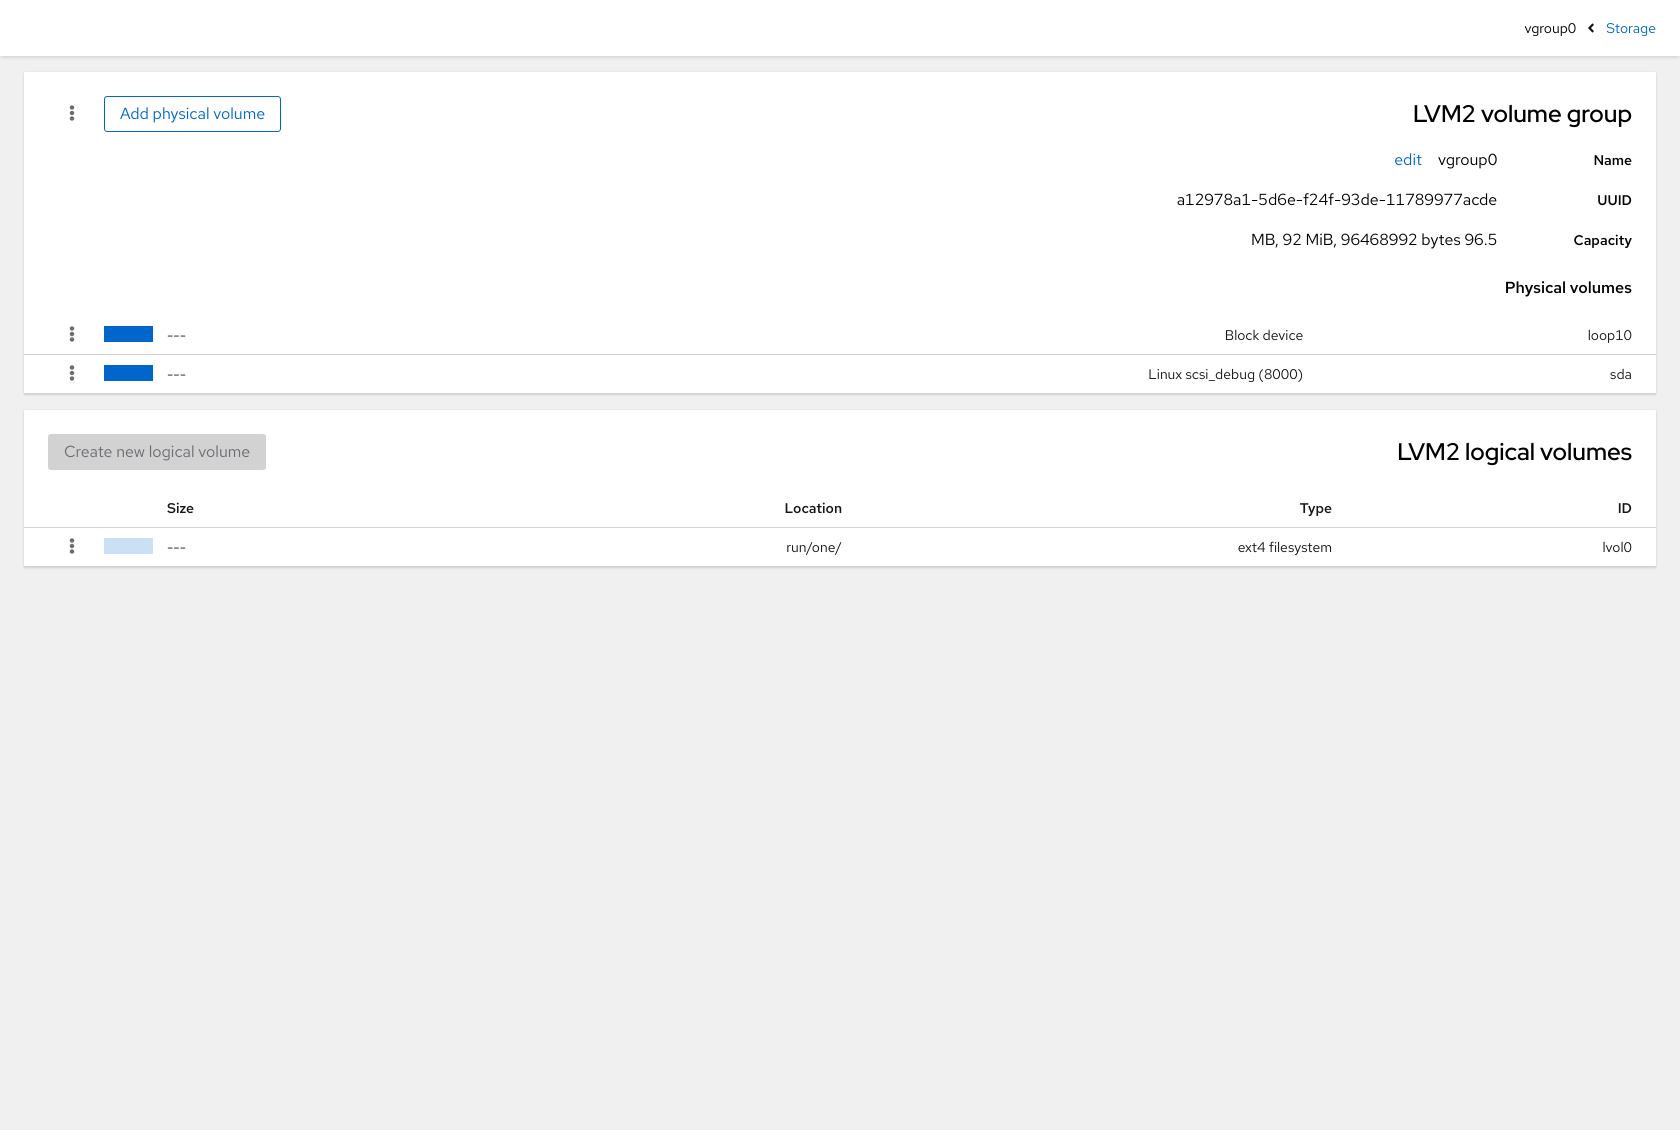 Storage vgroup0
LVM2 volume group Add physical volume
Name vgroup0 edit
UUID a12978a1-5d6e-f24f-93de-11789977acde
Capacity MB, 92 MiB, 96468992 bytes 96.5
Physical volumes
loop10 Block device ---
sda Linux scsi_debug (8000) ---
LVM2 logical volumes Create new logical volume
ID Type Location Size
lvol0 ext4 filesystem run/one/ ---